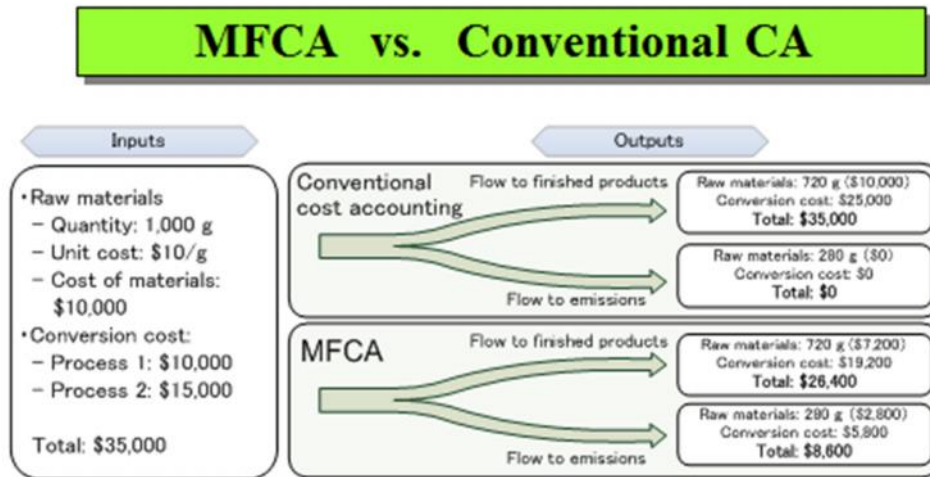 MFCA vs. Conventional CA
Inputs
•Raw materials
– Quantity: 1,000 g
– Unit cost: $10/g
– Cost of materials:
$10,000
•Conversion cost:
– Process 1: $10,000
– Process 2: $15,000
Total: $35,000
Outputs
Conventional
cost accounting
Flow to finished products
Raw materials: 720 g ($10,000)
Conversion cost: $25,000
Total: $35,000
Flow to emissions
Raw materials: 280 g ($0)
Conversion cost: $0
Total: $0
MFCA
Flow to finished products
Raw materials: 720 g ($7,200)
Conversion cost: $19,200
Total: $26,400
Flow to emissions
Raw materials: 280 g ($2,800)
Conversion cost: $5,800
Total: $8,600